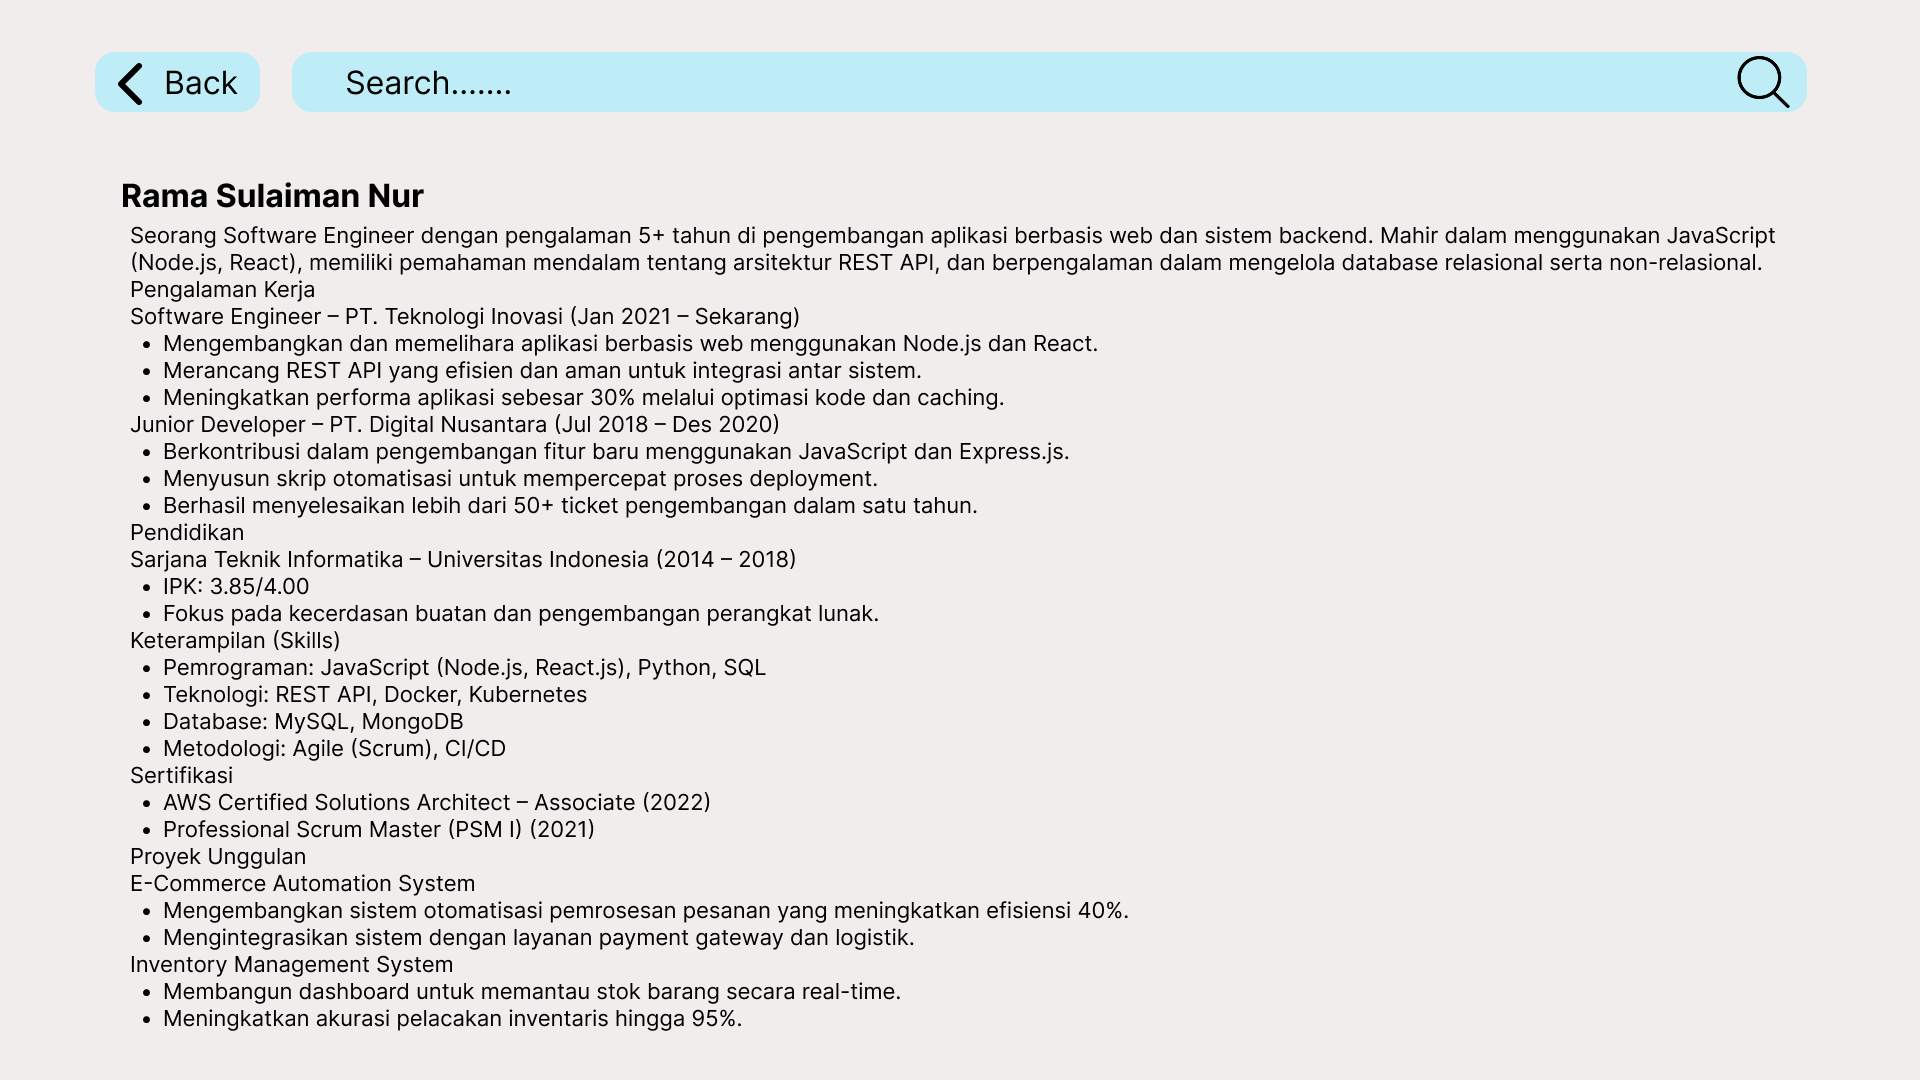 Back
Search.......
Rama Sulaiman Nur
Seorang Software Engineer dengan pengalaman 5+ tahun di pengembangan aplikasi berbasis web dan sistem backend. Mahir dalam menggunakan JavaScript
(Node.js, React), memiliki pemahaman mendalam tentang arsitektur REST API, dan berpengalaman dalam mengelola database relasional serta non-relasional.
Pengalaman Kerja
Software Engineer – PT. Teknologi Inovasi (Jan 2021 – Sekarang)
• Mengembangkan dan memelihara aplikasi berbasis web menggunakan Node.js dan React.
• Merancang REST API yang efisien dan aman untuk integrasi antar sistem.
• Meningkatkan performa aplikasi sebesar 30% melalui optimasi kode dan caching.
Junior Developer – PT. Digital Nusantara (Jul 2018 – Des 2020)
• Berkontribusi dalam pengembangan fitur baru menggunakan JavaScript dan Express.js.
• Menyusun skrip otomatisasi untuk mempercepat proses deployment.
• Berhasil menyelesaikan lebih dari 50+ ticket pengembangan dalam satu tahun.
Pendidikan
Sarjana Teknik Informatika – Universitas Indonesia (2014 – 2018)
• IPK: 3.85/4.00
• Fokus pada kecerdasan buatan dan pengembangan perangkat lunak.
Keterampilan (Skills)
• Pemrograman: JavaScript (Node.js, React.js), Python, SQL
• Teknologi: REST API, Docker, Kubernetes
• Database: MySQL, MongoDB
• Metodologi: Agile (Scrum), CI/CD
Sertifikasi
• AWS Certified Solutions Architect – Associate (2022)
• Professional Scrum Master (PSM I) (2021)
Proyek Unggulan
E-Commerce Automation System
• Mengembangkan sistem otomatisasi pemrosesan pesanan yang meningkatkan efisiensi 40%.
• Mengintegrasikan sistem dengan layanan payment gateway dan logistik.
Inventory Management System
• Membangun dashboard untuk memantau stok barang secara real-time.
• Meningkatkan akurasi pelacakan inventaris hingga 95%.